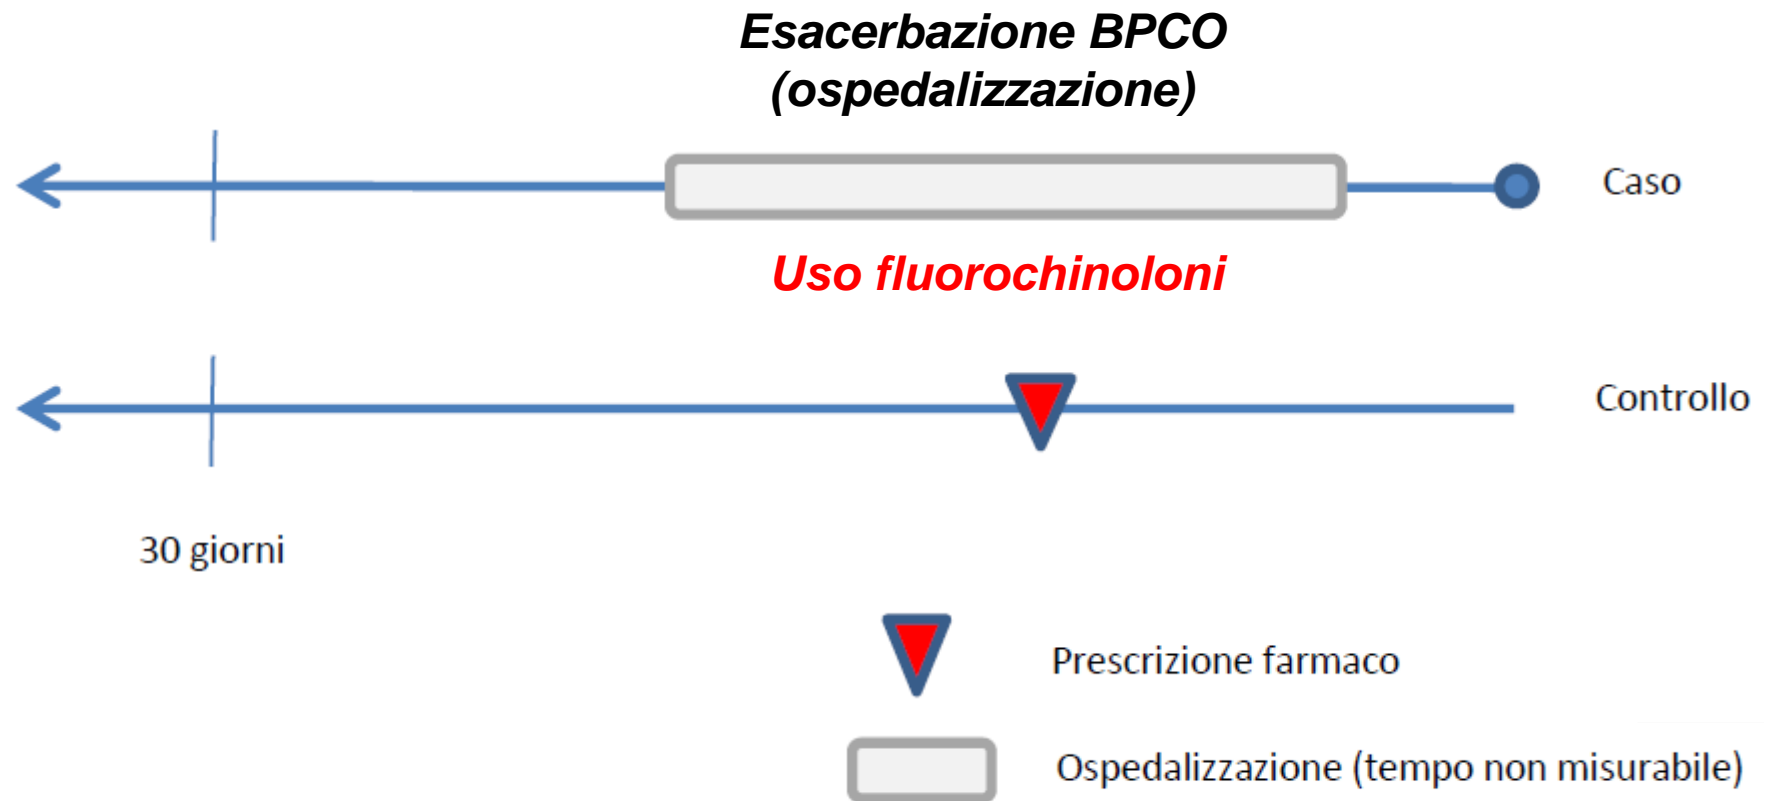 Esacerbazione BPCO
(ospedalizzazione)
Caso
Uso fluorochinoloni
Controllo
30 giorni
Prescrizione farmaco
Ospedalizzazione (tempo non misurabile)